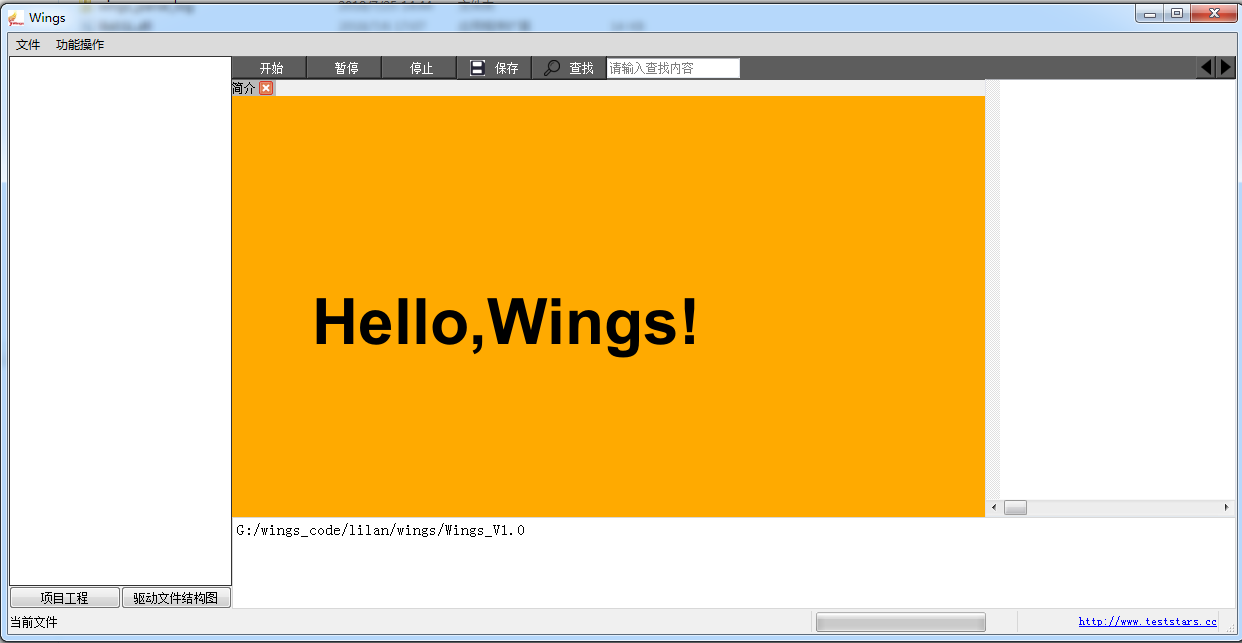 Wings
文件 功能操作
开始 暂停 停止 保存 查找 请输入查找内容
简介
Hello,Wings!
G:/wings_code/lilan/wings/Wings_V1.0
项目工程 驱动文件结构图
当前文件 http://www.teststars.cc